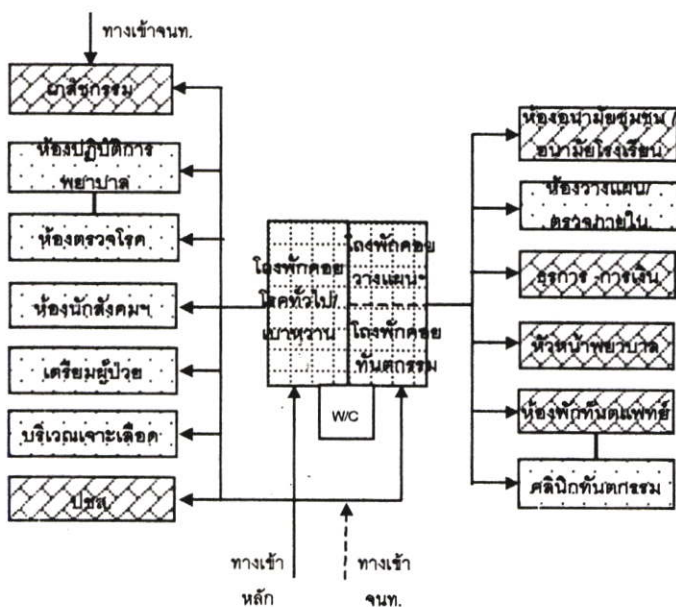 ทางเข้าจนท.
เภสัชกรรม
ห้องปฏิบัติการ
พยาบาล
ห้องตรวจโรค
ห้องนักสังคมฯ
เตรียมผู้ป่วย
บริเวณเจาะเลือด
ปชส.
โถงพักคอย
โรคทั่วไป/
เบาหวาน
โถงพักคอย
วางแผนฯ
โถงพักคอย
ทันตกรรม
W/C
ทางเข้า
หลัก
ทางเข้า
จนท.
ห้องอนามัยชุมชน /
อนามัยโรงเรียน
ห้องวางแผน/
ตรวจภายใน
ธุรการ -การเงิน
หัวหน้าพยาบาล
ห้องพักทันตแพทย์
คลินิกทันตกรรม